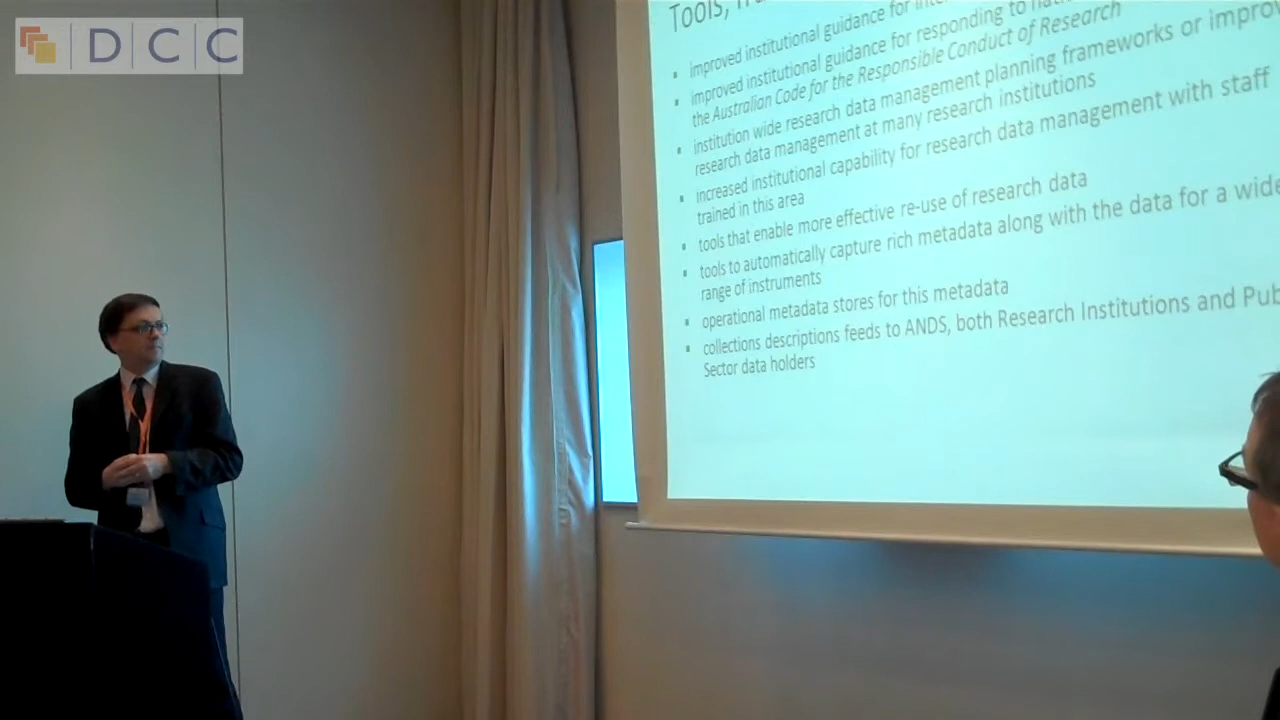 DCC
Tools,
improved institutional guidance for
improved institutional guidance for responding to
the Australian Code for the Responsible Conduct of Research
institution wide research data management planning frameworks or
research data management at many research institutions
increased institutional capability for research data management with staff
trained in this area
tools that enable more effective re-use of research data
tools to automatically capture rich metadata along with the data for a wide
range of instruments
operational metadata stores for this metadata
collections descriptions feeds to ANDS, both Research Institutions and
Sector data holders